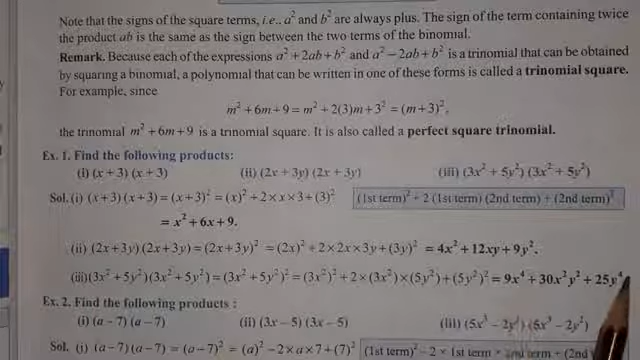 Note that the signs of the square terms, i.e.. a² and b² are always plus. The sign of the term containing twice
the product ab is the same as the sign between the two terms of the binomial.
Remark. Because each of the expressions a² + 2ab + b² and a² – 2ab + b² is a trinomial that can be obtained
by squaring a binomial, a polynomial that can be written in one of these forms is called a trinomial square.
For example, since
m² + 6m + 9 = m² + 2(3)m + 3² = (m + 3)²,
the trinomial m² + 6m + 9 is a trinomial square. It is also called a perfect square trinomial.
Ex. 1. Find the following products:
(i) (x + 3) (x + 3) (ii) (2x + 3y) (2x + 3y) (iii) (3x² + 5y²) (3x² + 5y²)
Sol. (i) (x + 3) (x + 3) = (x + 3)² = (x)² + 2 × x × 3 + (3)² (1st term)² + 2 (1st term) (2nd term) + (2nd term)²
= x² + 6x + 9.
(ii) (2x + 3y) (2x + 3y) = (2x + 3y)² = (2x)² + 2 × 2x × 3y + (3y)² = 4x² + 12xy + 9y².
(iii) (3x² + 5y²) (3x² + 5y²) = (3x² + 5y²)² = (3x²)² + 2 × (3x²) × (5y²) + (5y²)² = 9x⁴ + 30x²y² + 25y⁴
Ex. 2. Find the following products :
(i) (a – 7) (a – 7) (ii) (3x – 5) (3x – 5) (iii) (5x³ – 2y²) (5x³ – 2y²)
Sol. (i) (a – 7) (a – 7) = (a – 7)² = (a)² – 2 × a × 7 + (7)² (1st term)² – 2 × 1st term × 2nd